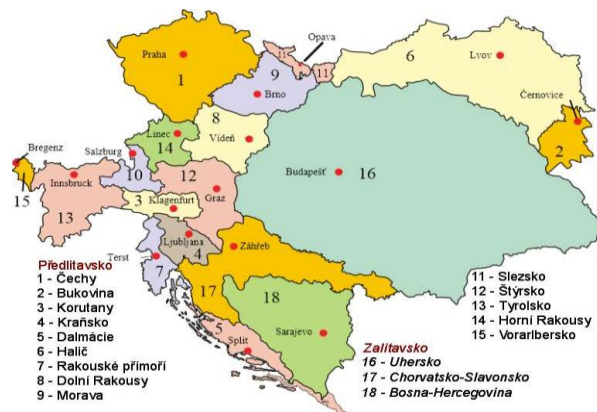 Opava
11
6
Lvov
Praha
1
9
11
Brno
Černovice
8
Linec
Vídeň
2
Bregenz
Salzburg
14
10
12
Budapešť
16
Innsbruck
15
3
Klagenfurt
Graz
13
Ljubljana
4
Záhřeb
Terst
7
17
18
5
Split
Sarajevo
Předlitavsko
1 - Čechy
2 - Bukovina
3 - Korutany
4 - Kraňsko
5 - Dalmácie
6 - Halič
7 - Rakouské přímoří
8 - Dolní Rakousy
9 - Morava
11 - Slezsko
12 - Štýrsko
13 - Tyrolsko
14 - Horní Rakousy
15 - Vorarlbersko
Zalitavsko
16 - Uhersko
17 - Chorvatsko-Slavonsko
18 - Bosna-Hercegovina